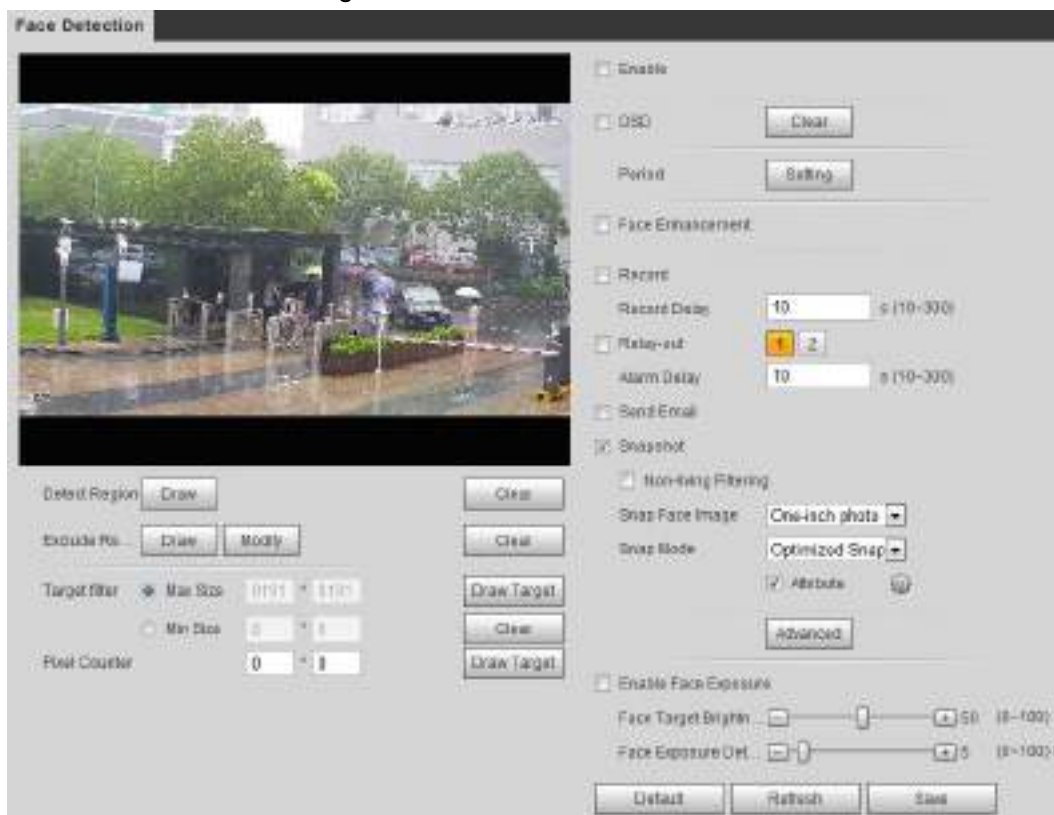 Face Detection
Enable
OSD Clear
Period Setting
Face Enhancement
Record
Record Delay 10 s (10~300)
Relay-out 1 2
Alarm Delay 10 s (10~300)
Send Email
Snapshot
Non-living Filtering
Snap Face Image One-inch photo
Snap Mode Optimized Snap
Attribute
Advanced
Enable Face Exposure
Face Target Brightn... 50 (0~100)
Face Exposure Det... 5 (0~100)
Default Refresh Save
Detect Region Draw Clear
Exclude Re... Draw Modify Clear
Target filter Max Size 8191 * 8191 Draw Target
Min Size 0 * 0 Clear
Pixel Counter 0 * 0 Draw Target